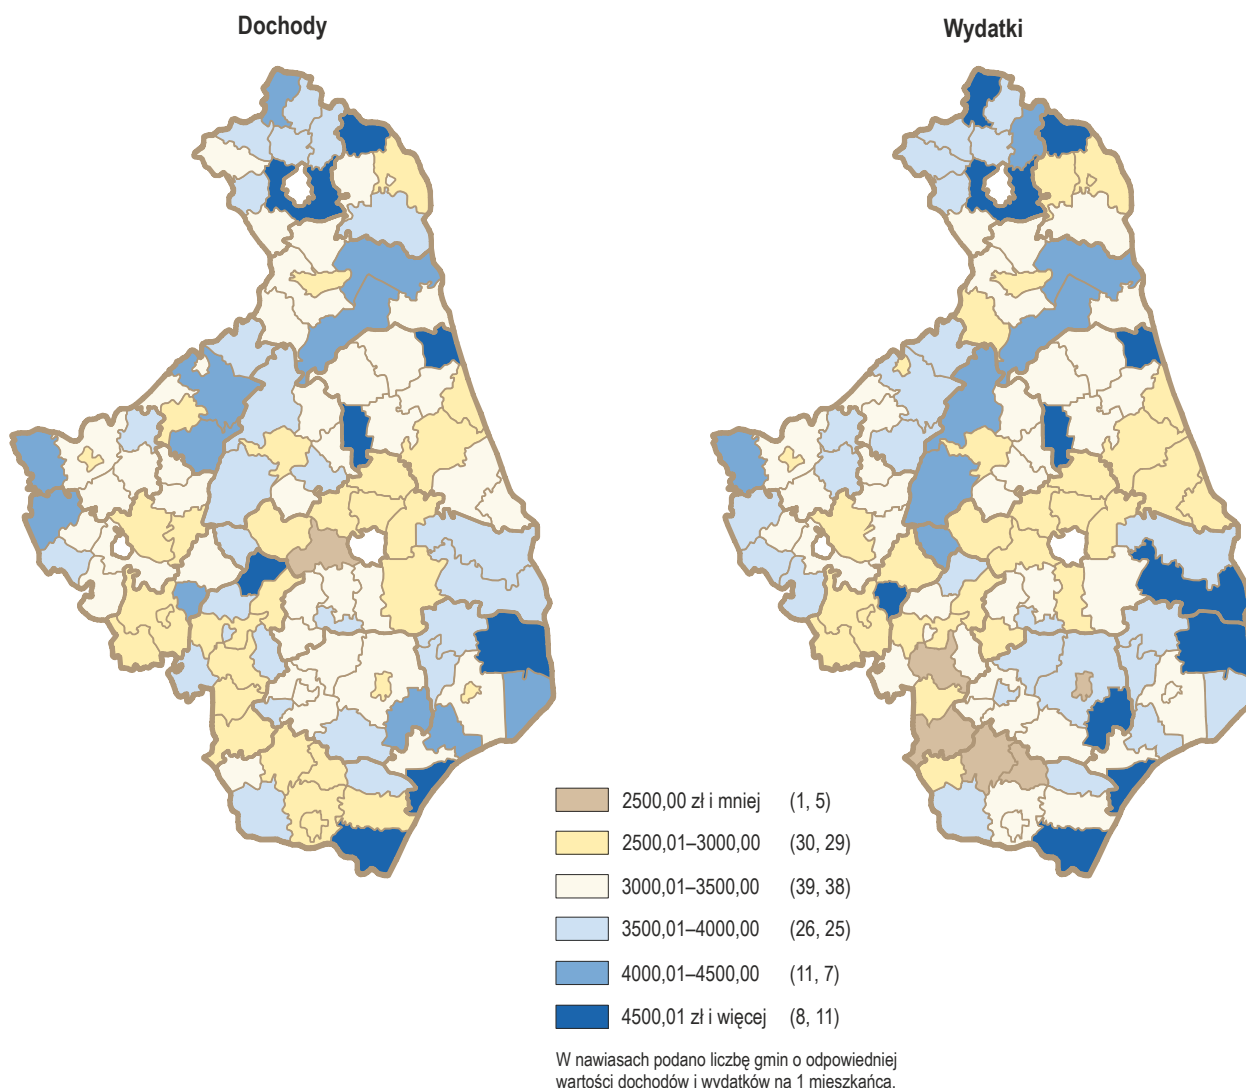 Dochody
Wydatki
2500,00 zł i mniej (1, 5)
2500,01–3000,00 (30, 29)
3000,01–3500,00 (39, 38)
3500,01–4000,00 (26, 25)
4000,01–4500,00 (11, 7)
4500,01 zł i więcej (8, 11)
W nawiasach podano liczbę gmin o odpowiedniej
wartości dochodów i wydatków na 1 mieszkańca.